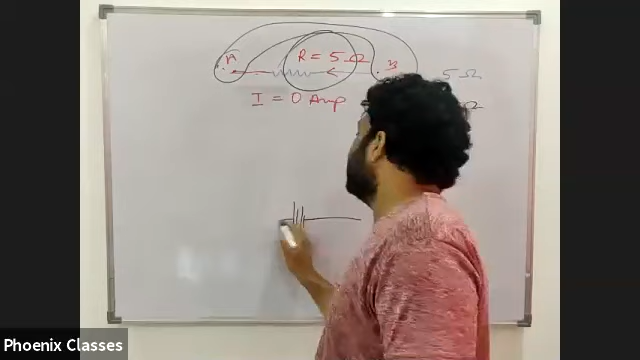 A R = 5 Ω B
5 Ω
I = 0 Amp Ω
Phoenix Classes